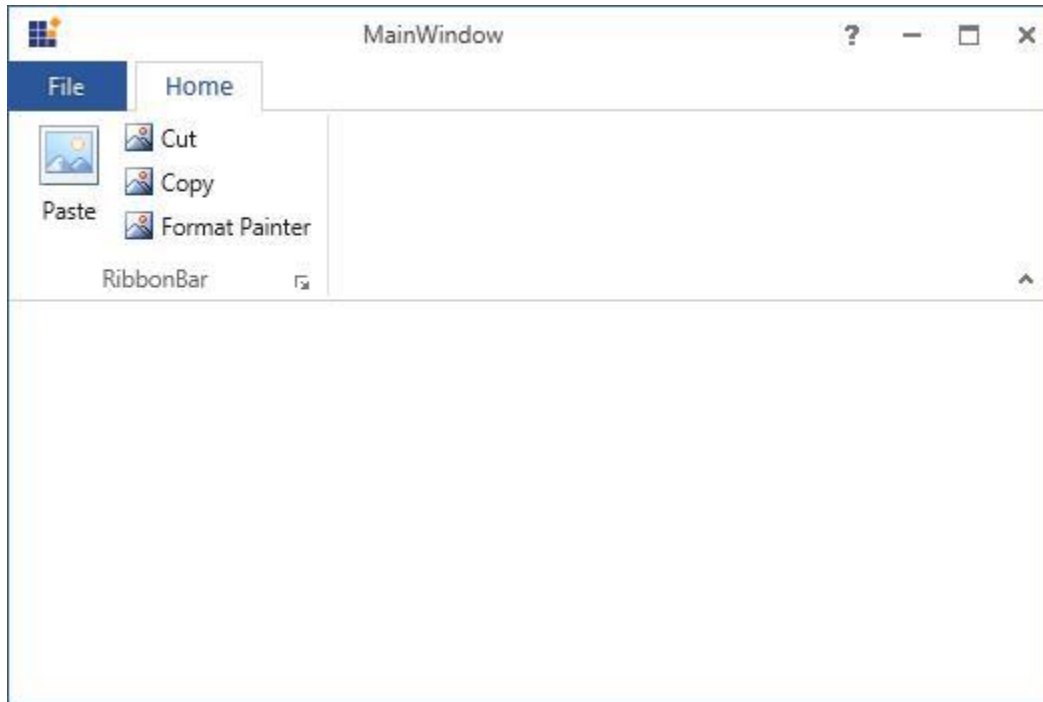 MainWindow ?
File Home
Cut
Copy
Paste
Format Painter
RibbonBar